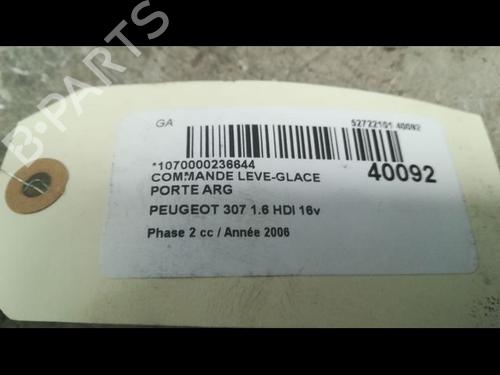 GA
52722101 40092
*1070000236644
COMMANDE LEVE-GLACE
40092
PORTE ARG
PEUGEOT 307 1.6 HDI 16v
Phase 2 cc / Année 2006
B-PARTS